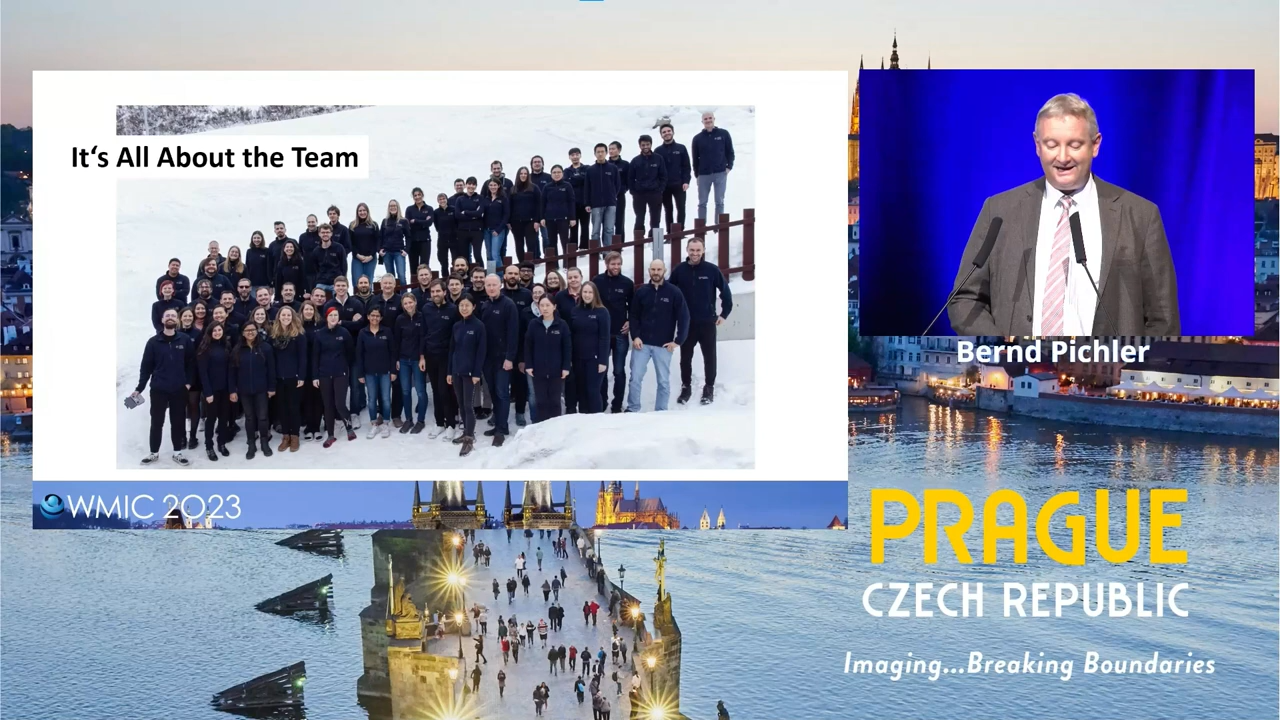 It‘s All About the Team
WMIC 2023
Bernd Pichler
PRAGUE
CZECH REPUBLIC
Imaging...Breaking Boundaries